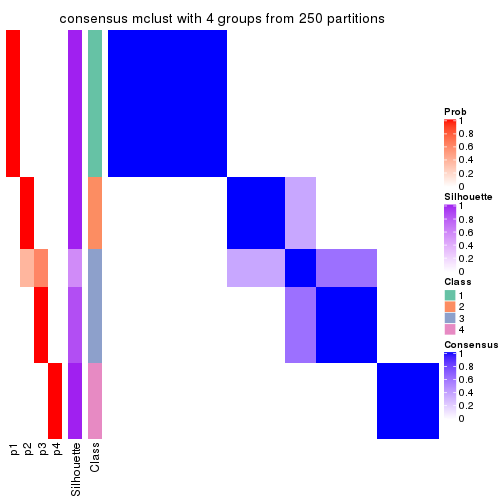 consensus mclust with 4 groups from 250 partitions
Prob
1
0.8
0.6
0.4
0.2
0
Silhouette
1
0.8
0.6
0.4
0.2
0
Class
1
2
3
4
Consensus
1
0.8
0.6
0.4
0.2
0
p1
p2
p3
p4
Silhouette
Class